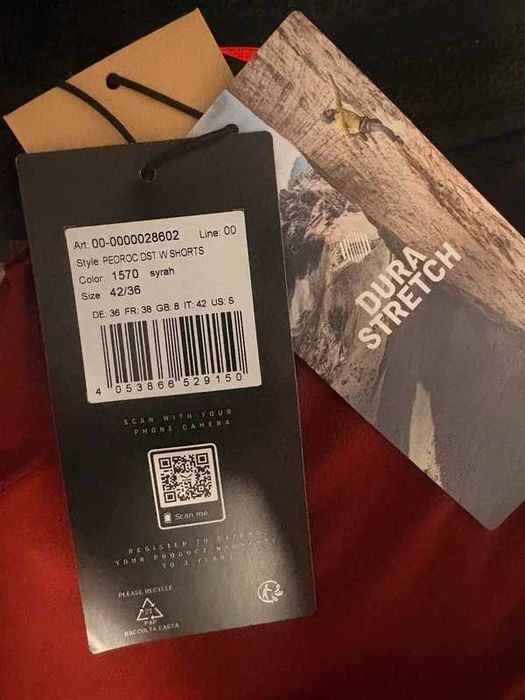 Art: 00-0000028602 Line: 00
Style: PEDROC DST W SHORTS
Color: 1570 syrah
Size: 42/36
DE: 36 FR: 38 GB: 8 IT: 42 US: S
4 053866 529150
SCAN WITH YOUR
PHONE CAMERA
Scan me
REGISTER TO EXTEND
YOUR PRODUCT WARRANTY
TO 3 YEARS
PLEASE RECYCLE
21
PAP
RACCOLTA CARTA
DURA
STRETCH